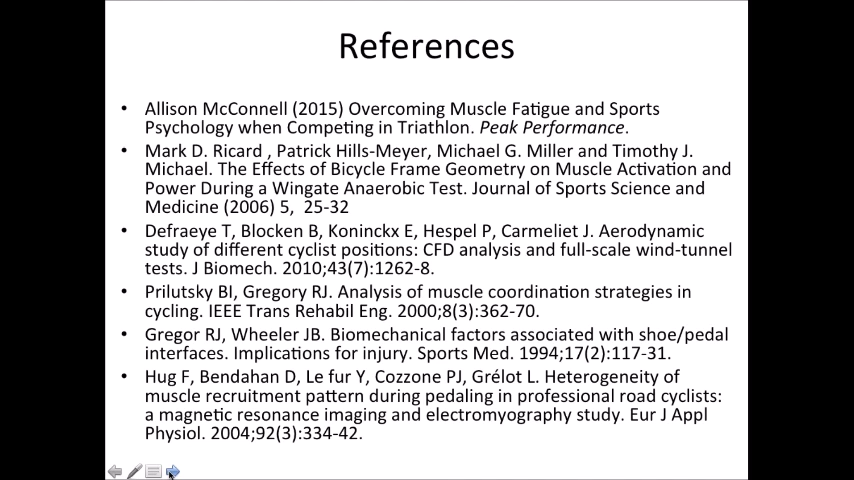 References
• Allison McConnell (2015) Overcoming Muscle Fatigue and Sports
Psychology when Competing in Triathlon. Peak Performance.
• Mark D. Ricard , Patrick Hills-Meyer, Michael G. Miller and Timothy J.
Michael. The Effects of Bicycle Frame Geometry on Muscle Activation and
Power During a Wingate Anaerobic Test. Journal of Sports Science and
Medicine (2006) 5, 25-32
• Defraeye T, Blocken B, Koninckx E, Hespel P, Carmeliet J. Aerodynamic
study of different cyclist positions: CFD analysis and full-scale wind-tunnel
tests. J Biomech. 2010;43(7):1262-8.
• Prilutsky BI, Gregory RJ. Analysis of muscle coordination strategies in
cycling. IEEE Trans Rehabil Eng. 2000;8(3):362-70.
• Gregor RJ, Wheeler JB. Biomechanical factors associated with shoe/pedal
interfaces. Implications for injury. Sports Med. 1994;17(2):117-31.
• Hug F, Bendahan D, Le fur Y, Cozzone PJ, Grélot L. Heterogeneity of
muscle recruitment pattern during pedaling in professional road cyclists:
a magnetic resonance imaging and electromyography study. Eur J Appl
Physiol. 2004;92(3):334-42.